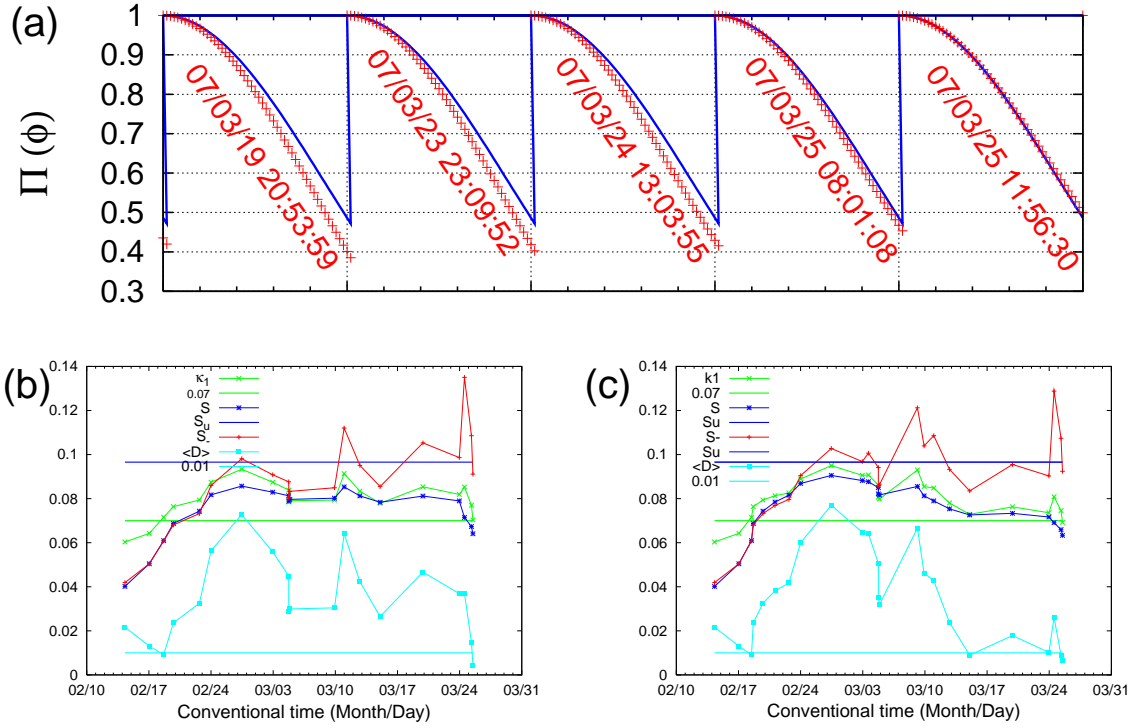 (a)
Π (ϕ)
1
0.9
0.8
0.7
0.6
0.5
0.4
0.3
07/03/19 20:53:59
07/03/23 23:09:52
07/03/24 13:03:55
07/03/25 08:01:08
07/03/25 11:56:30
(b)
0.14
0.12
0.1
0.08
0.06
0.04
0.02
0
κ1
0.07
S
Su
S-
<D>
0.01
02/10 02/17 02/24 03/03 03/10 03/17 03/24 03/31
Conventional time (Month/Day)
(c)
0.14
0.12
0.1
0.08
0.06
0.04
0.02
0
k1
0.07
S
Su
S-
Su
<D>
0.01
02/10 02/17 02/24 03/03 03/10 03/17 03/24 03/31
Conventional time (Month/Day)